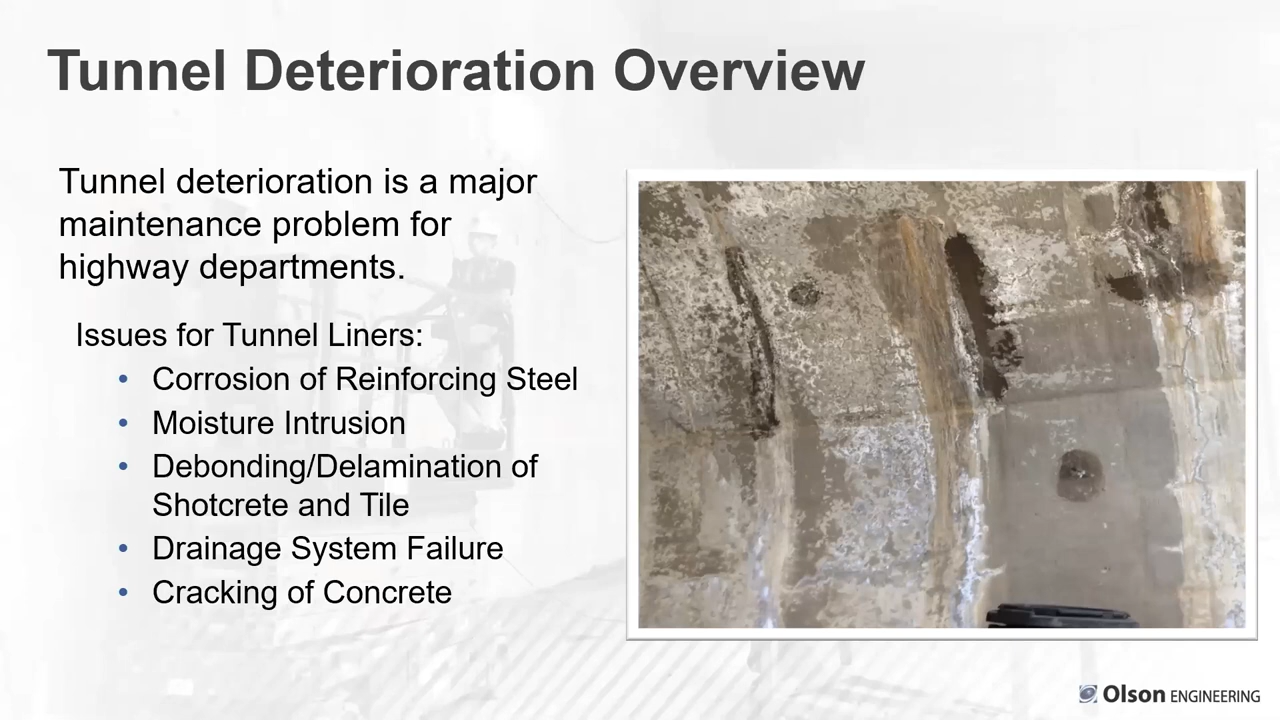 Tunnel Deterioration Overview
Tunnel deterioration is a major
maintenance problem for
highway departments.
Issues for Tunnel Liners:
• Corrosion of Reinforcing Steel
• Moisture Intrusion
• Debonding/Delamination of
Shotcrete and Tile
• Drainage System Failure
• Cracking of Concrete
Olson ENGINEERING